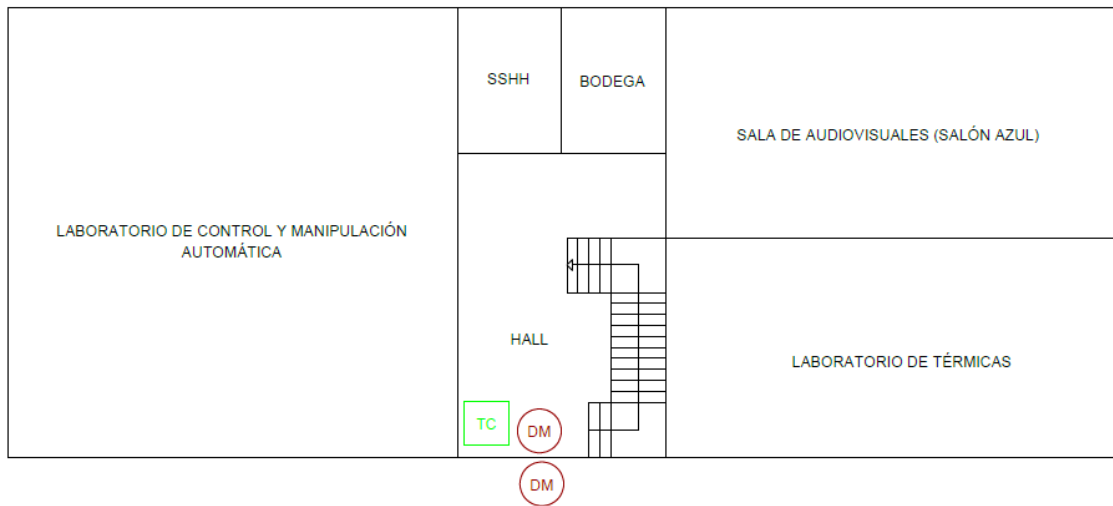 SSHH
BODEGA
SALA DE AUDIOVISUALES (SALÓN AZUL)
LABORATORIO DE CONTROL Y MANIPULACIÓN
AUTOMÁTICA
HALL
LABORATORIO DE TÉRMICAS
TC
DM
DM